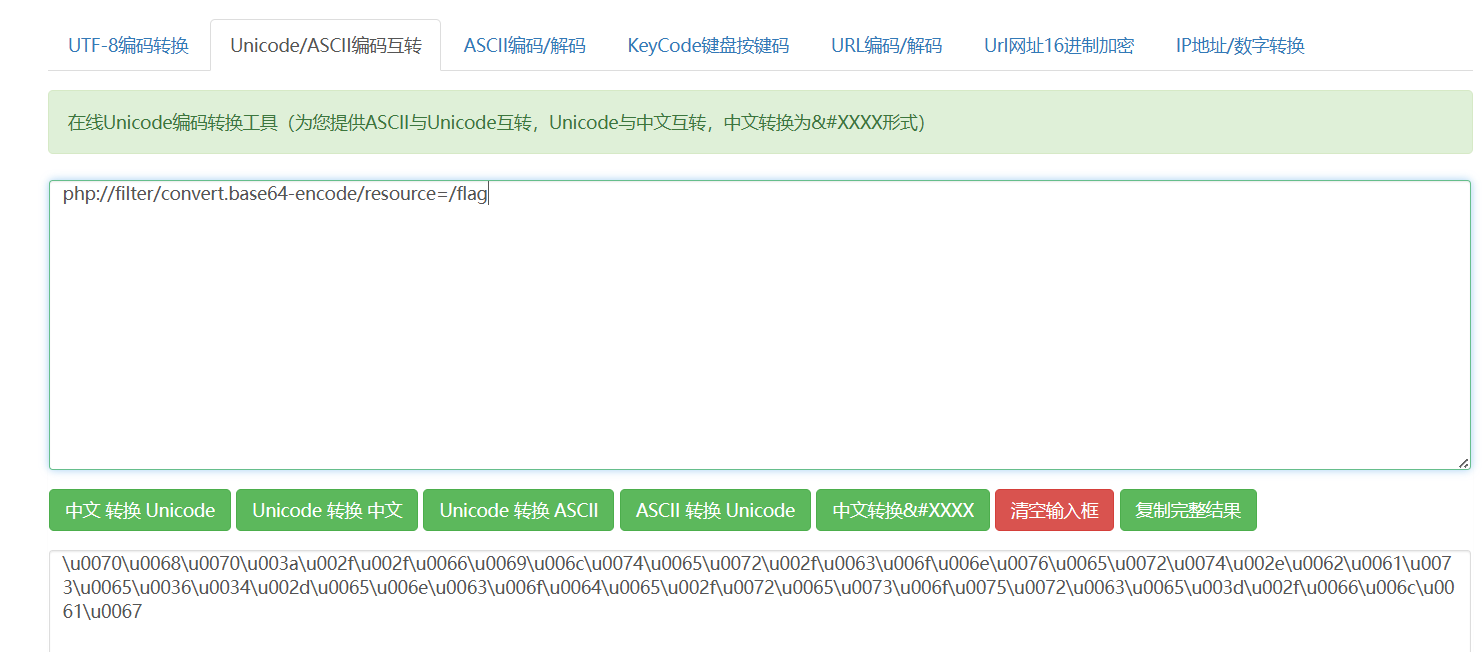 UTF-8编码转换 Unicode/ASCII编码互转 ASCII编码/解码 KeyCode键盘按键码 URL编码/解码 Url网址16进制加密 IP地址/数字转换
在线Unicode编码转换工具（为您提供ASCII与Unicode互转，Unicode与中文互转，中文转换为&#XXXX形式）
php://filter/convert.base64-encode/resource=/flag
中文 转换 Unicode Unicode 转换 中文 Unicode 转换 ASCII ASCII 转换 Unicode 中文转换&#XXXX 清空输入框 复制完整结果
\u0070\u0068\u0070\u003a\u002f\u002f\u0066\u0069\u006c\u0074\u0065\u0072\u002f\u0063\u006f\u006e\u0076\u0065\u0072\u0074\u002e\u0062\u0061\u007
3\u0065\u0036\u0034\u002d\u0065\u006e\u0063\u006f\u0064\u0065\u002f\u0072\u0065\u0073\u006f\u0075\u0072\u0063\u0065\u003d\u002f\u0066\u006c\u00
61\u0067